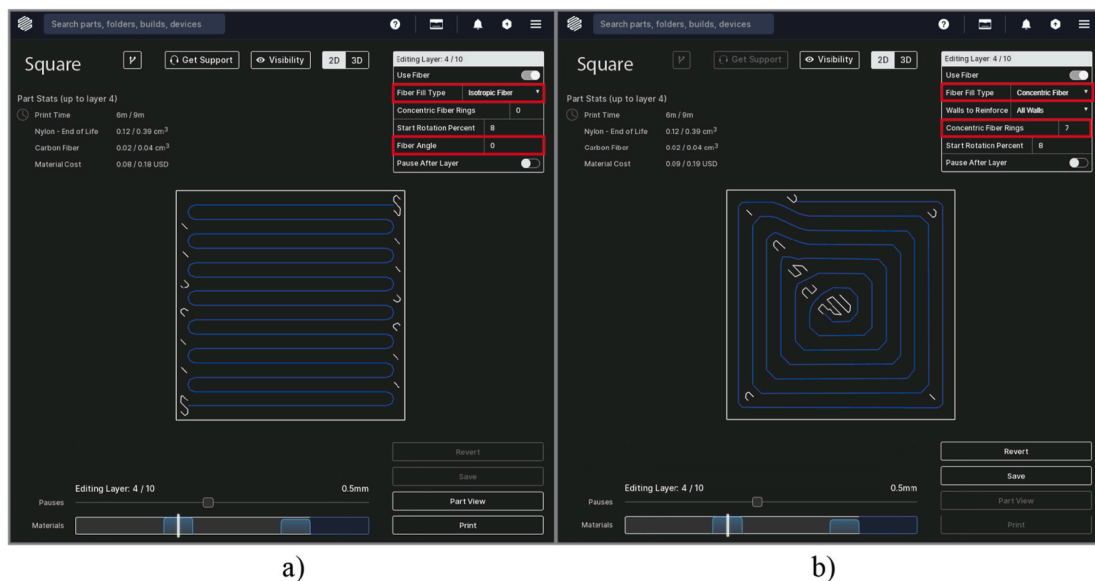 Search parts, folders, builds, devices
Square
Get Support
Visibility
2D 3D
Editing Layer: 4 / 10
Use Fiber
Fiber Fill Type Isotropic Fiber
Concentric Fiber Rings 0
Start Rotation Percent 8
Fiber Angle 0
Pause After Layer
Part Stats (up to layer 4)
Print Time 6m / 9m
Nylon - End of Life 0.12 / 0.39 cm³
Carbon Fiber 0.02 / 0.04 cm³
Material Cost 0.08 / 0.18 USD
Revert
Save
Part View
Print
Editing Layer: 4 / 10 0.5mm
Pauses
Materials
a)
Search parts, folders, builds, devices
Square
Get Support
Visibility
2D 3D
Editing Layer: 4 / 10
Use Fiber
Fiber Fill Type Concentric Fiber
Walls to Reinforce All Walls
Concentric Fiber Rings 7
Start Rotation Percent 8
Pause After Layer
Part Stats (up to layer 4)
Print Time 6m / 9m
Nylon - End of Life 0.12 / 0.39 cm³
Carbon Fiber 0.02 / 0.04 cm³
Material Cost 0.09 / 0.19 USD
Revert
Save
Part View
Print
Editing Layer: 4 / 10 0.5mm
Pauses
Materials
b)